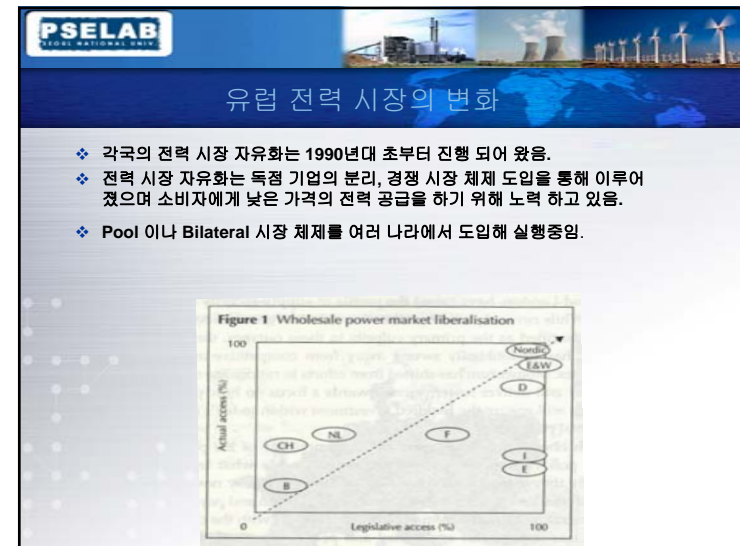 PSELAB
SEOUL NATIONAL UNIV.
유럽 전력 시장의 변화
각국의 전력 시장 자유화는 1990년대 초부터 진행 되어 왔음.
전력 시장 자유화는 독점 기업의 분리, 경쟁 시장 체제 도입을 통해 이루어
졌으며 소비자에게 낮은 가격의 전력 공급을 하기 위해 노력 하고 있음.
Pool 이나 Bilateral 시장 체제를 여러 나라에서 도입해 실행중임.
Figure 1 Wholesale power market liberalisation
100
Nordic
E&W
D
Actual access (%)
NL
F
CH
I
E
B
0
Legislative access (%)
100